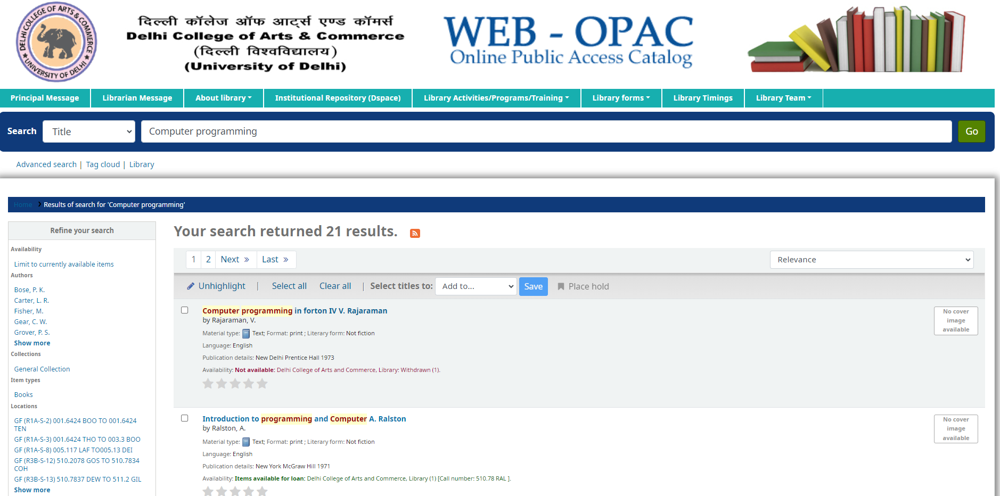 DELHI COLLEGE OF ARTS & COMMERCE
★ UNIVERSITY OF DELHI ★
दिल्ली कॉलेज ऑफ आर्ट्स एण्ड कॉमर्स
Delhi College of Arts & Commerce
(दिल्ली विश्वविद्यालय)
(University of Delhi)
WEB - OPAC
Online Public Access Catalog
Principal Message
Librarian Message
About library
Institutional Repository (Dspace)
Library Activities/Programs/Training
Library forms
Library Timings
Library Team
Search
Title
Computer programming
Go
Advanced search | Tag cloud | Library
Home Results of search for 'Computer programming'
Refine your search
Availability
Limit to currently available items
Authors
Bose, P. K.
Carter, L. R.
Fisher, M.
Gear, C. W.
Grover, P. S.
Show more
Collections
General Collection
Item types
Books
Locations
GF (R1A-S-2) 001.6424 BOO TO 001.6424
TEN
GF (R1A-S-3) 001.6424 THO TO 003.3 BOO
GF (R1A-S-8) 005.117 LAF TO005.13 DEI
GF (R3B-S-12) 510.2078 GOS TO 510.7834
COH
GF (R3B-S-13) 510.7837 DEW TO 511.2 GIL
Show more
Your search returned 21 results.
1 2 Next » Last »
Relevance
Unhighlight | Select all Clear all | Select titles to: Add to... Save Place hold
Computer programming in forton IV V. Rajaraman
by Rajaraman, V.
Material type: Text; Format: print ; Literary form: Not fiction
Language: English
Publication details: New Delhi Prentice Hall 1973
Availability: Not available: Delhi College of Arts and Commerce, Library: Withdrawn (1).
No cover
image
available
Introduction to programming and Computer A. Ralston
by Ralston, A.
Material type: Text; Format: print ; Literary form: Not fiction
Language: English
Publication details: New York McGraw Hill 1971
Availability: Items available for loan: Delhi College of Arts and Commerce, Library (1) [Call number: 510.78 RAL ].
No cover
image
available